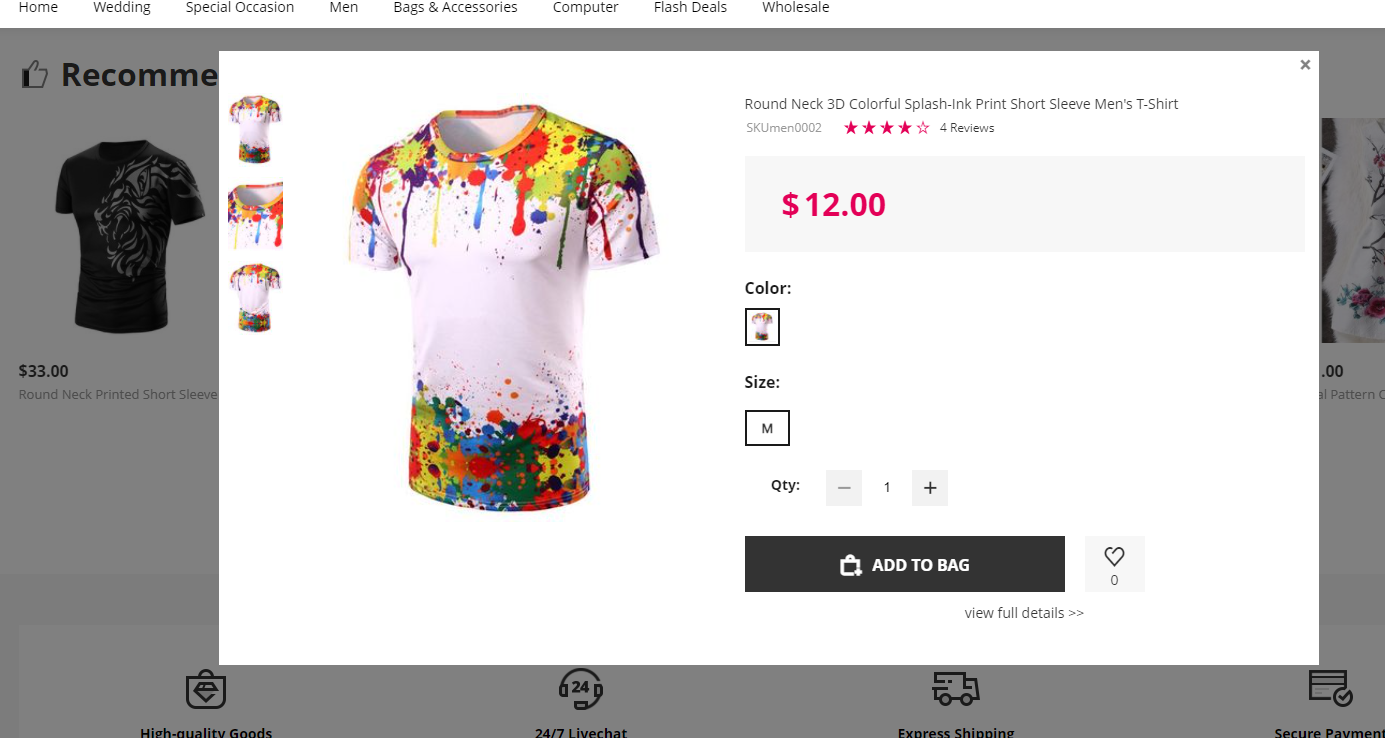 Home Wedding Special Occasion Men Bags & Accessories Computer Flash Deals Wholesale
Recomme
×
Round Neck 3D Colorful Splash-Ink Print Short Sleeve Men's T-Shirt
SKUmen0002 4 Reviews
$12.00
Color:
Size:
M
Qty: − 1 +
ADD TO BAG
0
view full details >>
$33.00
Round Neck Printed Short Sleeve
.00
al Pattern
24
High-quality Goods 24/7 Livechat Express Shipping Secure Payment